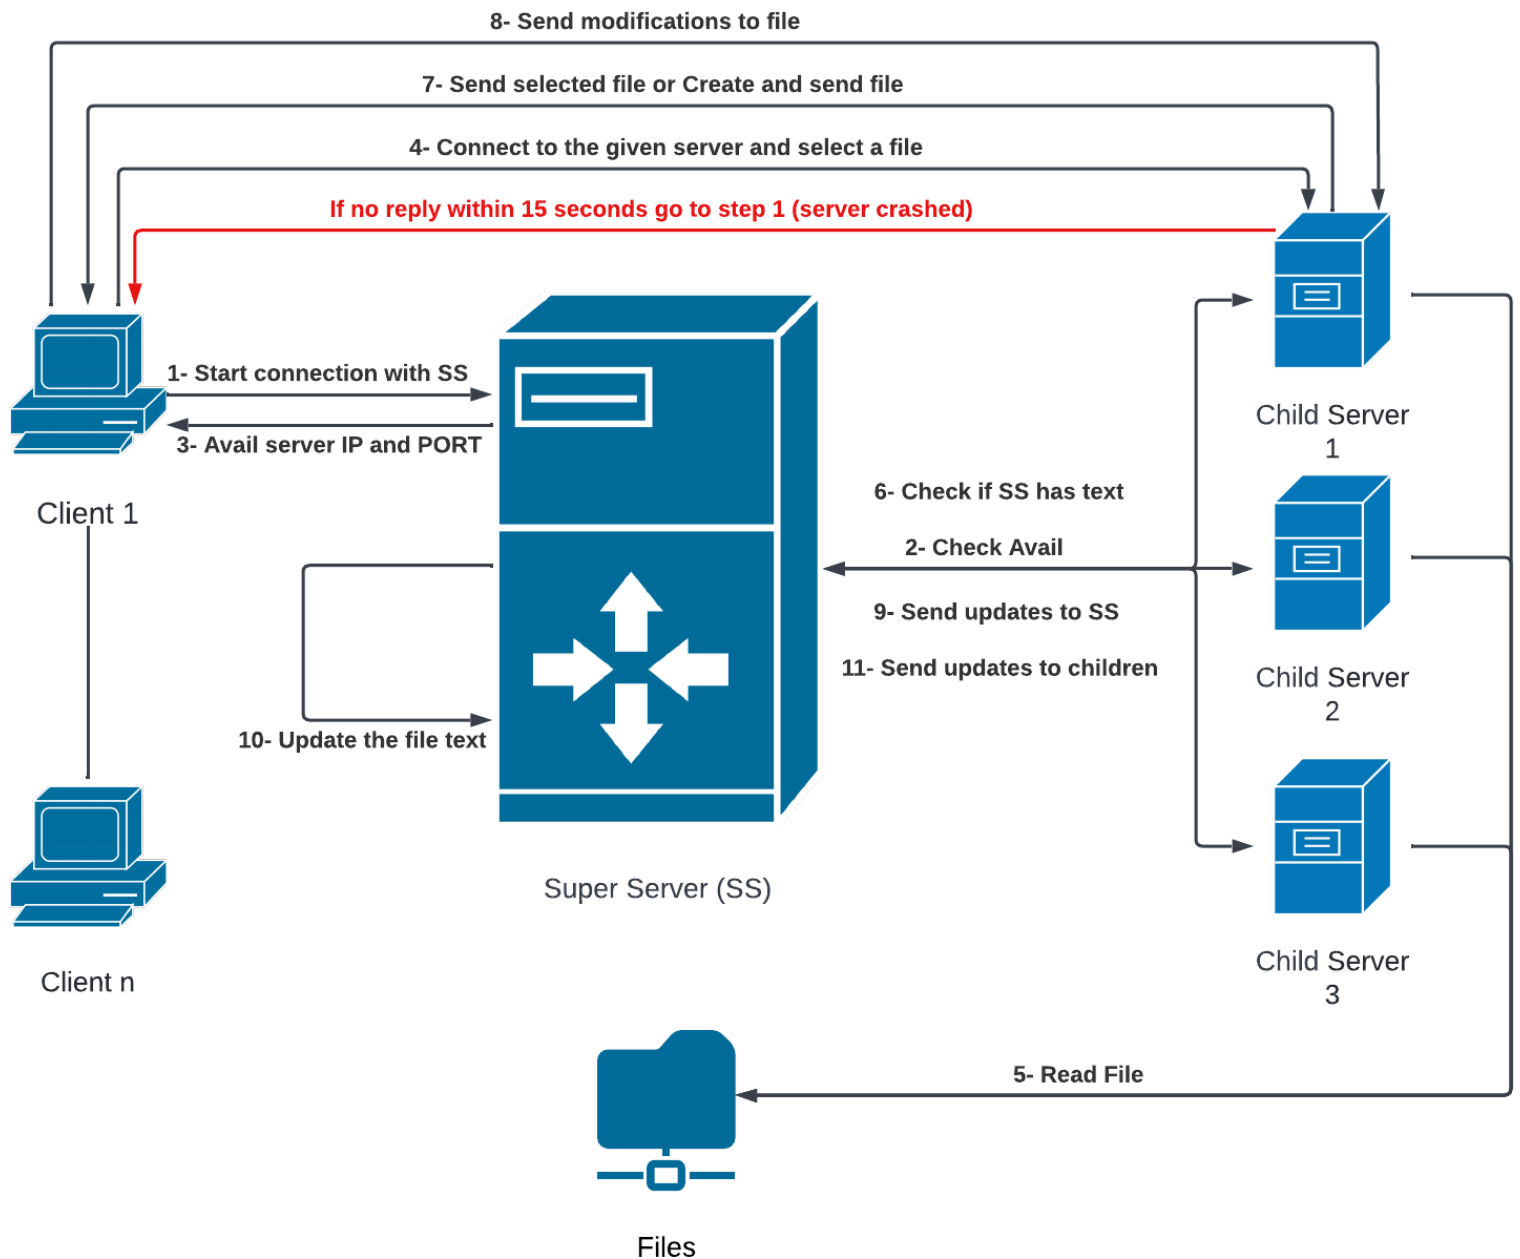 8- Send modifications to file
7- Send selected file or Create and send file
4- Connect to the given server and select a file
If no reply within 15 seconds go to step 1 (server crashed)
1- Start connection with SS
3- Avail server IP and PORT
Client 1
Child Server
1
6- Check if SS has text
2- Check Avail
9- Send updates to SS
11- Send updates to children
Child Server
2
10- Update the file text
Super Server (SS)
Child Server
3
Client n
5- Read File
Files